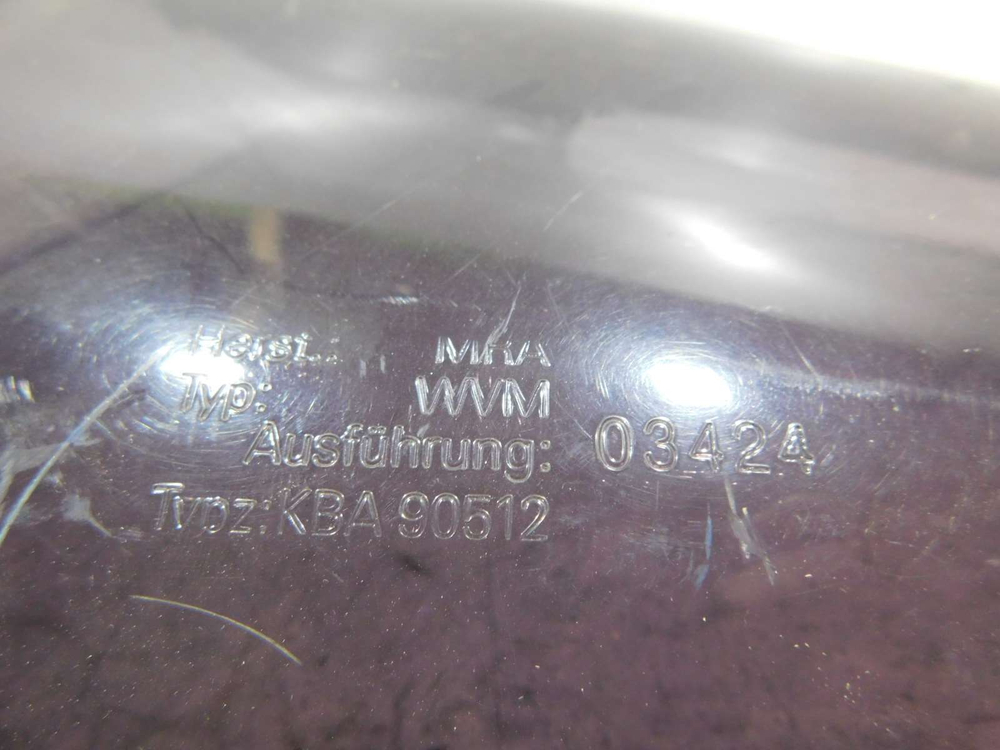 Herst.: MRA
Typ: WVM
Ausführung: 03424
Typz: KBA 90512